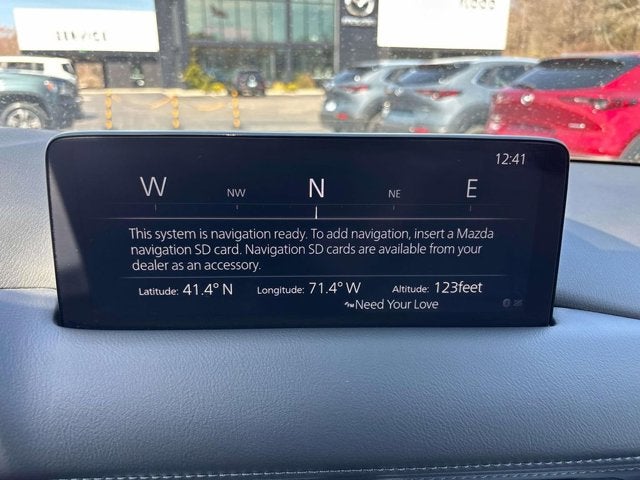 SERVICE
12:41
W NW N NE E
This system is navigation ready. To add navigation, insert a Mazda
navigation SD card. Navigation SD cards are available from your
dealer as an accessory.
Latitude: 41.4° N Longitude: 71.4° W Altitude: 123feet
Need Your Love